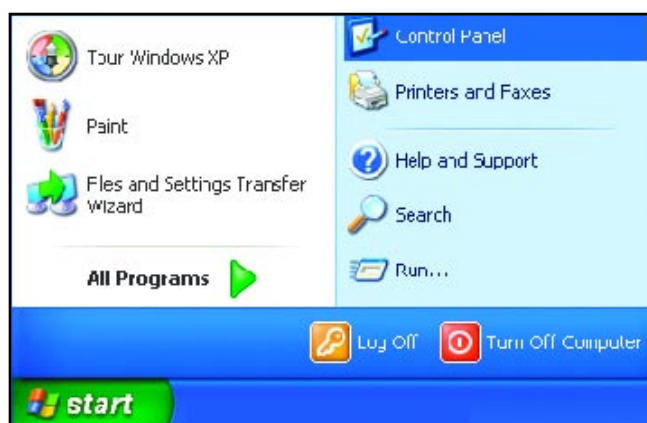 Tour Windows XP
Paint
Files and Settings Transfer
Wizard
All Programs
Control Panel
Printers and Faxes
Help and Support
Search
Run...
Log Off
Turn Off Computer
start